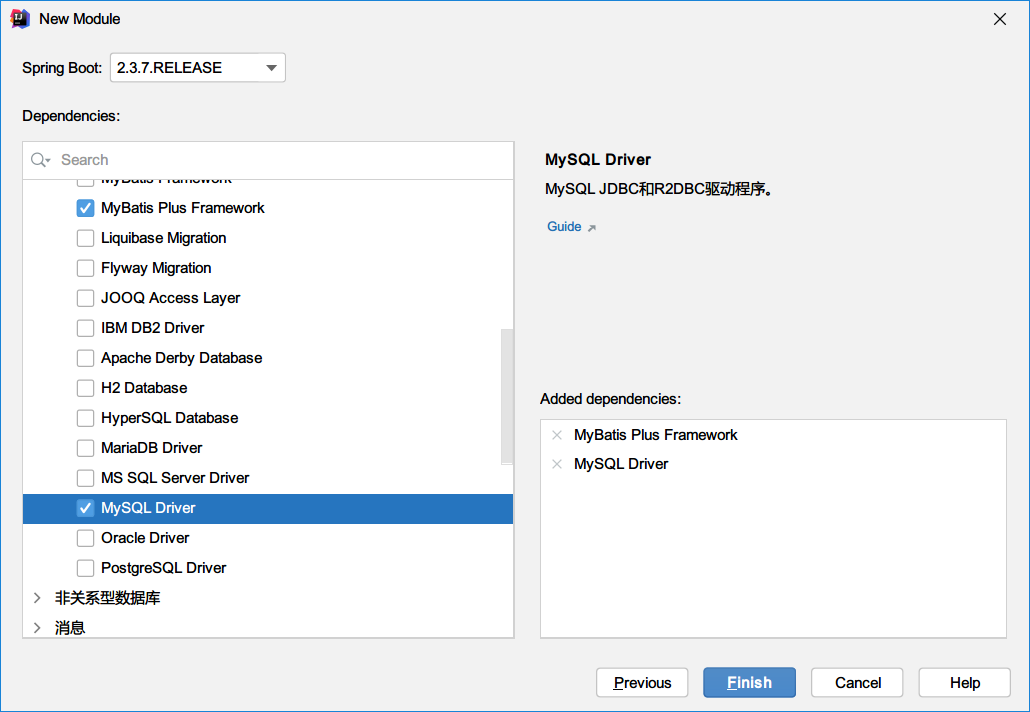 New Module
Spring Boot: 2.3.7.RELEASE
Dependencies:
Search
MyBatis Framework
MyBatis Plus Framework
Liquibase Migration
Flyway Migration
JOOQ Access Layer
IBM DB2 Driver
Apache Derby Database
H2 Database
HyperSQL Database
MariaDB Driver
MS SQL Server Driver
MySQL Driver
Oracle Driver
PostgreSQL Driver
非关系型数据库
消息
MySQL Driver
MySQL JDBC和R2DBC驱动程序。
Guide
Added dependencies:
MyBatis Plus Framework
MySQL Driver
Previous
Finish
Cancel
Help